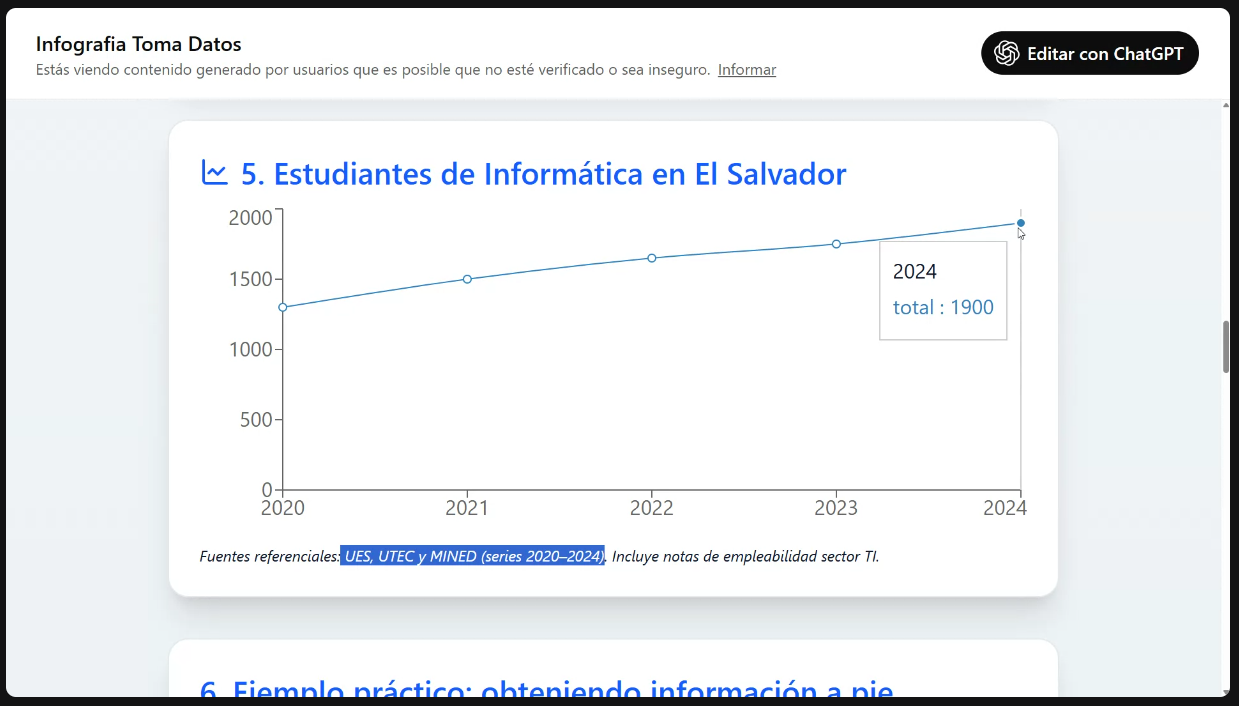 Infografia Toma Datos
Estás viendo contenido generado por usuarios que es posible que no esté verificado o sea inseguro. Informar
Editar con ChatGPT
5. Estudiantes de Informática en El Salvador
2000
1500
1000
500
0
2020 2021 2022 2023 2024
2024
total : 1900
Fuentes referenciales: UES, UTEC y MINED (series 2020–2024). Incluye notas de empleabilidad sector TI.
6. Ejemplo práctico: obteniendo información a pie